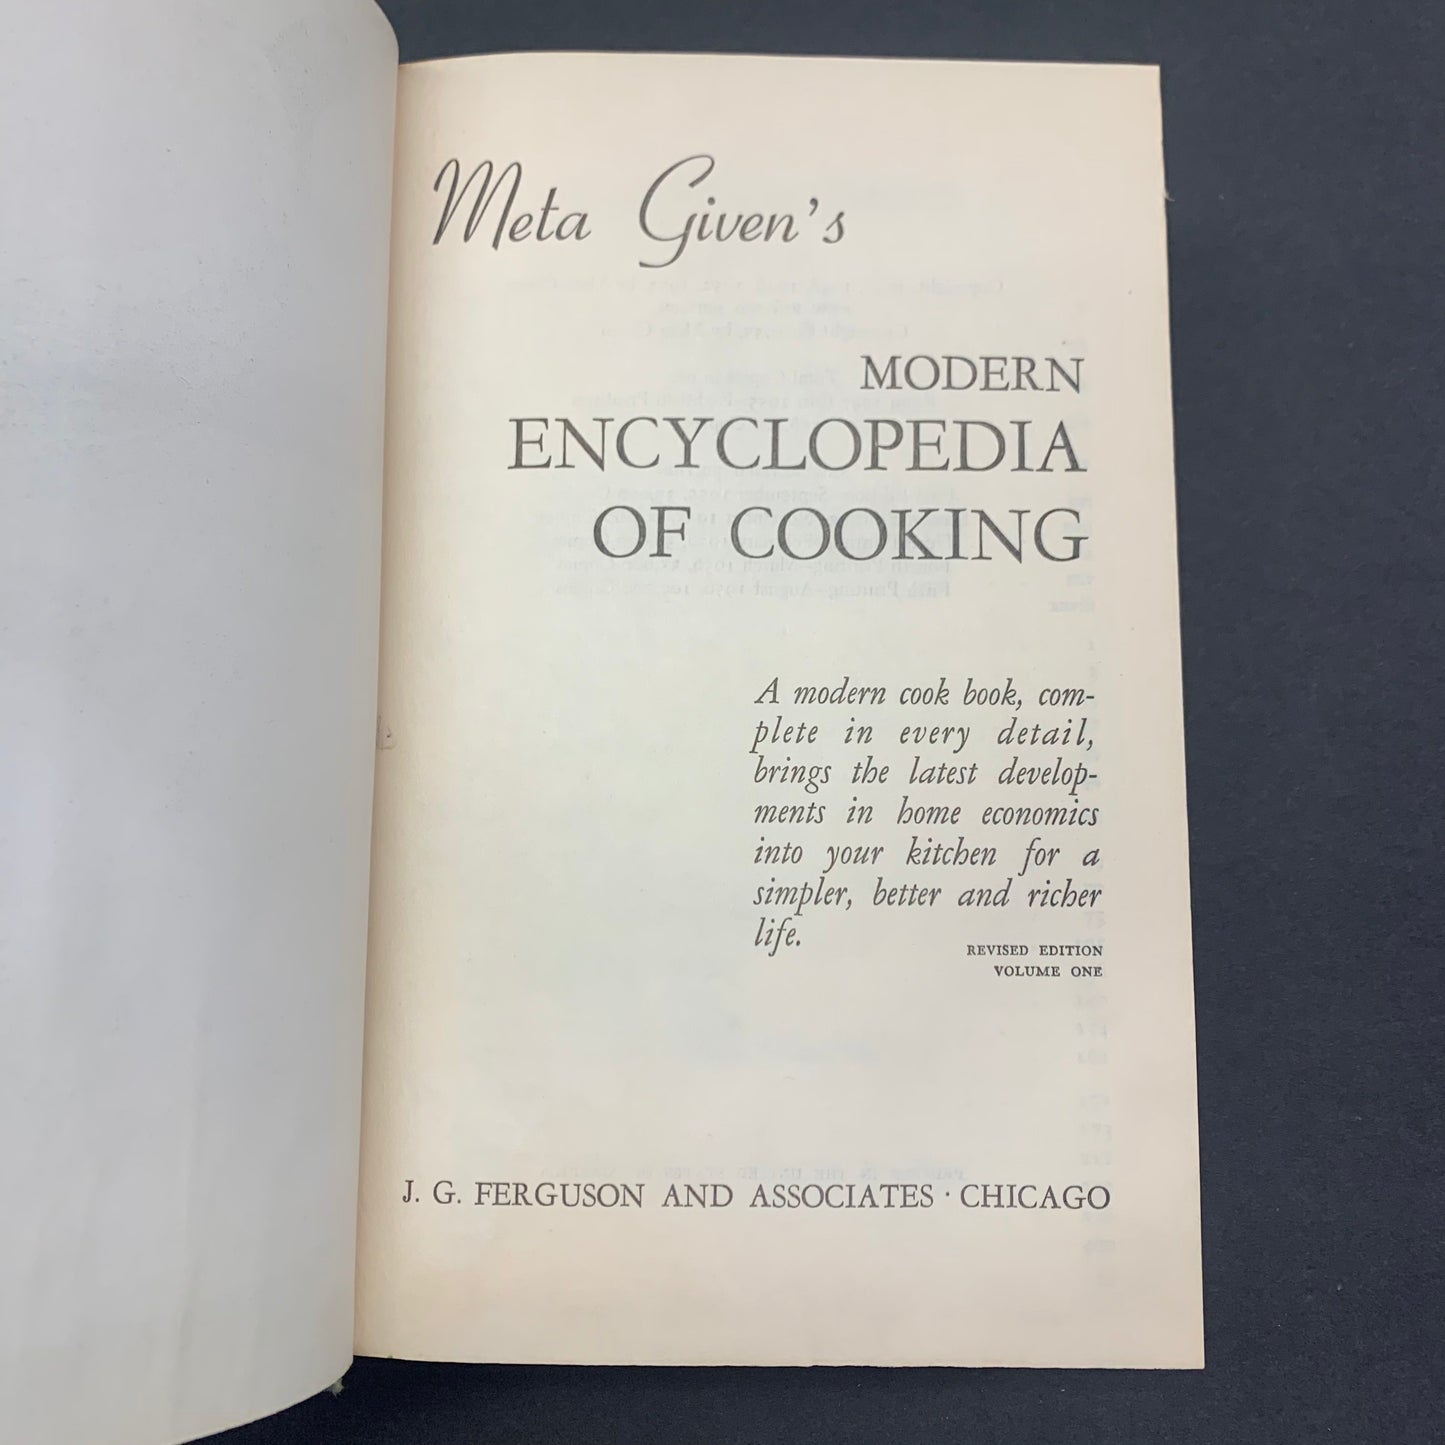 Meta Given's
MODERN
ENCYCLOPEDIA
OF COOKING
A modern cook book, com-
plete in every detail,
brings the latest develop-
ments in home economics
into your kitchen for a
simpler, better and richer
life.
REVISED EDITION
VOLUME ONE
J. G. FERGUSON AND ASSOCIATES · CHICAGO